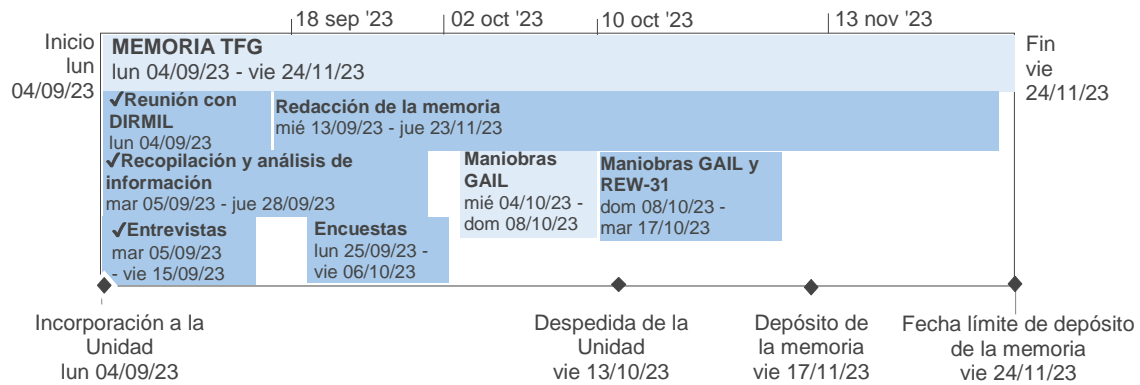 18 sep '23
02 oct '23
10 oct '23
13 nov '23
Inicio
lun
04/09/23
MEMORIA TFG
lun 04/09/23 - vie 24/11/23
Fin
vie
24/11/23
✓Reunión con
DIRMIL
lun 04/09/23
Redacción de la memoria
mié 13/09/23 - jue 23/11/23
✓Recopilación y análisis de
información
mar 05/09/23 - jue 28/09/23
Maniobras
GAIL
mié 04/10/23 -
dom 08/10/23
Maniobras GAIL y
REW-31
dom 08/10/23 -
mar 17/10/23
✓Entrevistas
mar 05/09/23
- vie 15/09/23
Encuestas
lun 25/09/23 -
vie 06/10/23
Incorporación a la
Unidad
lun 04/09/23
Despedida de la
Unidad
vie 13/10/23
Depósito de
la memoria
vie 17/11/23
Fecha límite de depósito
de la memoria
vie 24/11/23